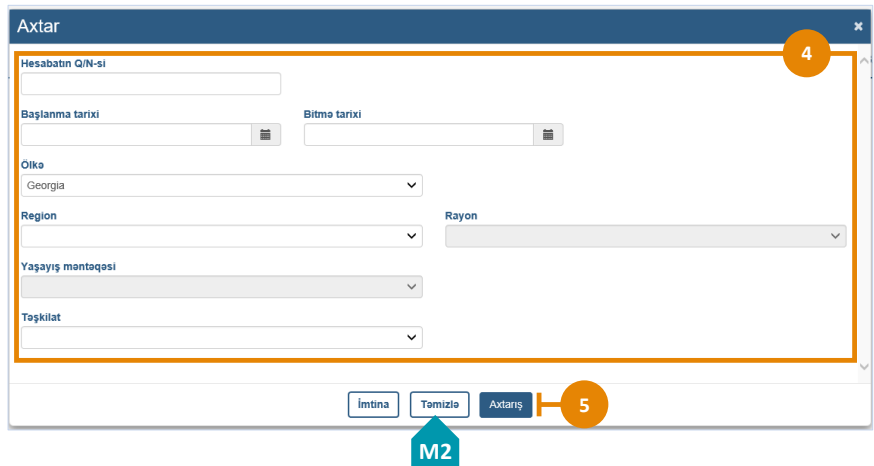 Axtar
4
Hesabatın Q/N-si
Başlanma tarixi Bitmə tarixi
Ölkə
Georgia
Region Rayon
Yaşayış məntəqəsi
Təşkilat
İmtina Təmizlə Axtarış 5
M2